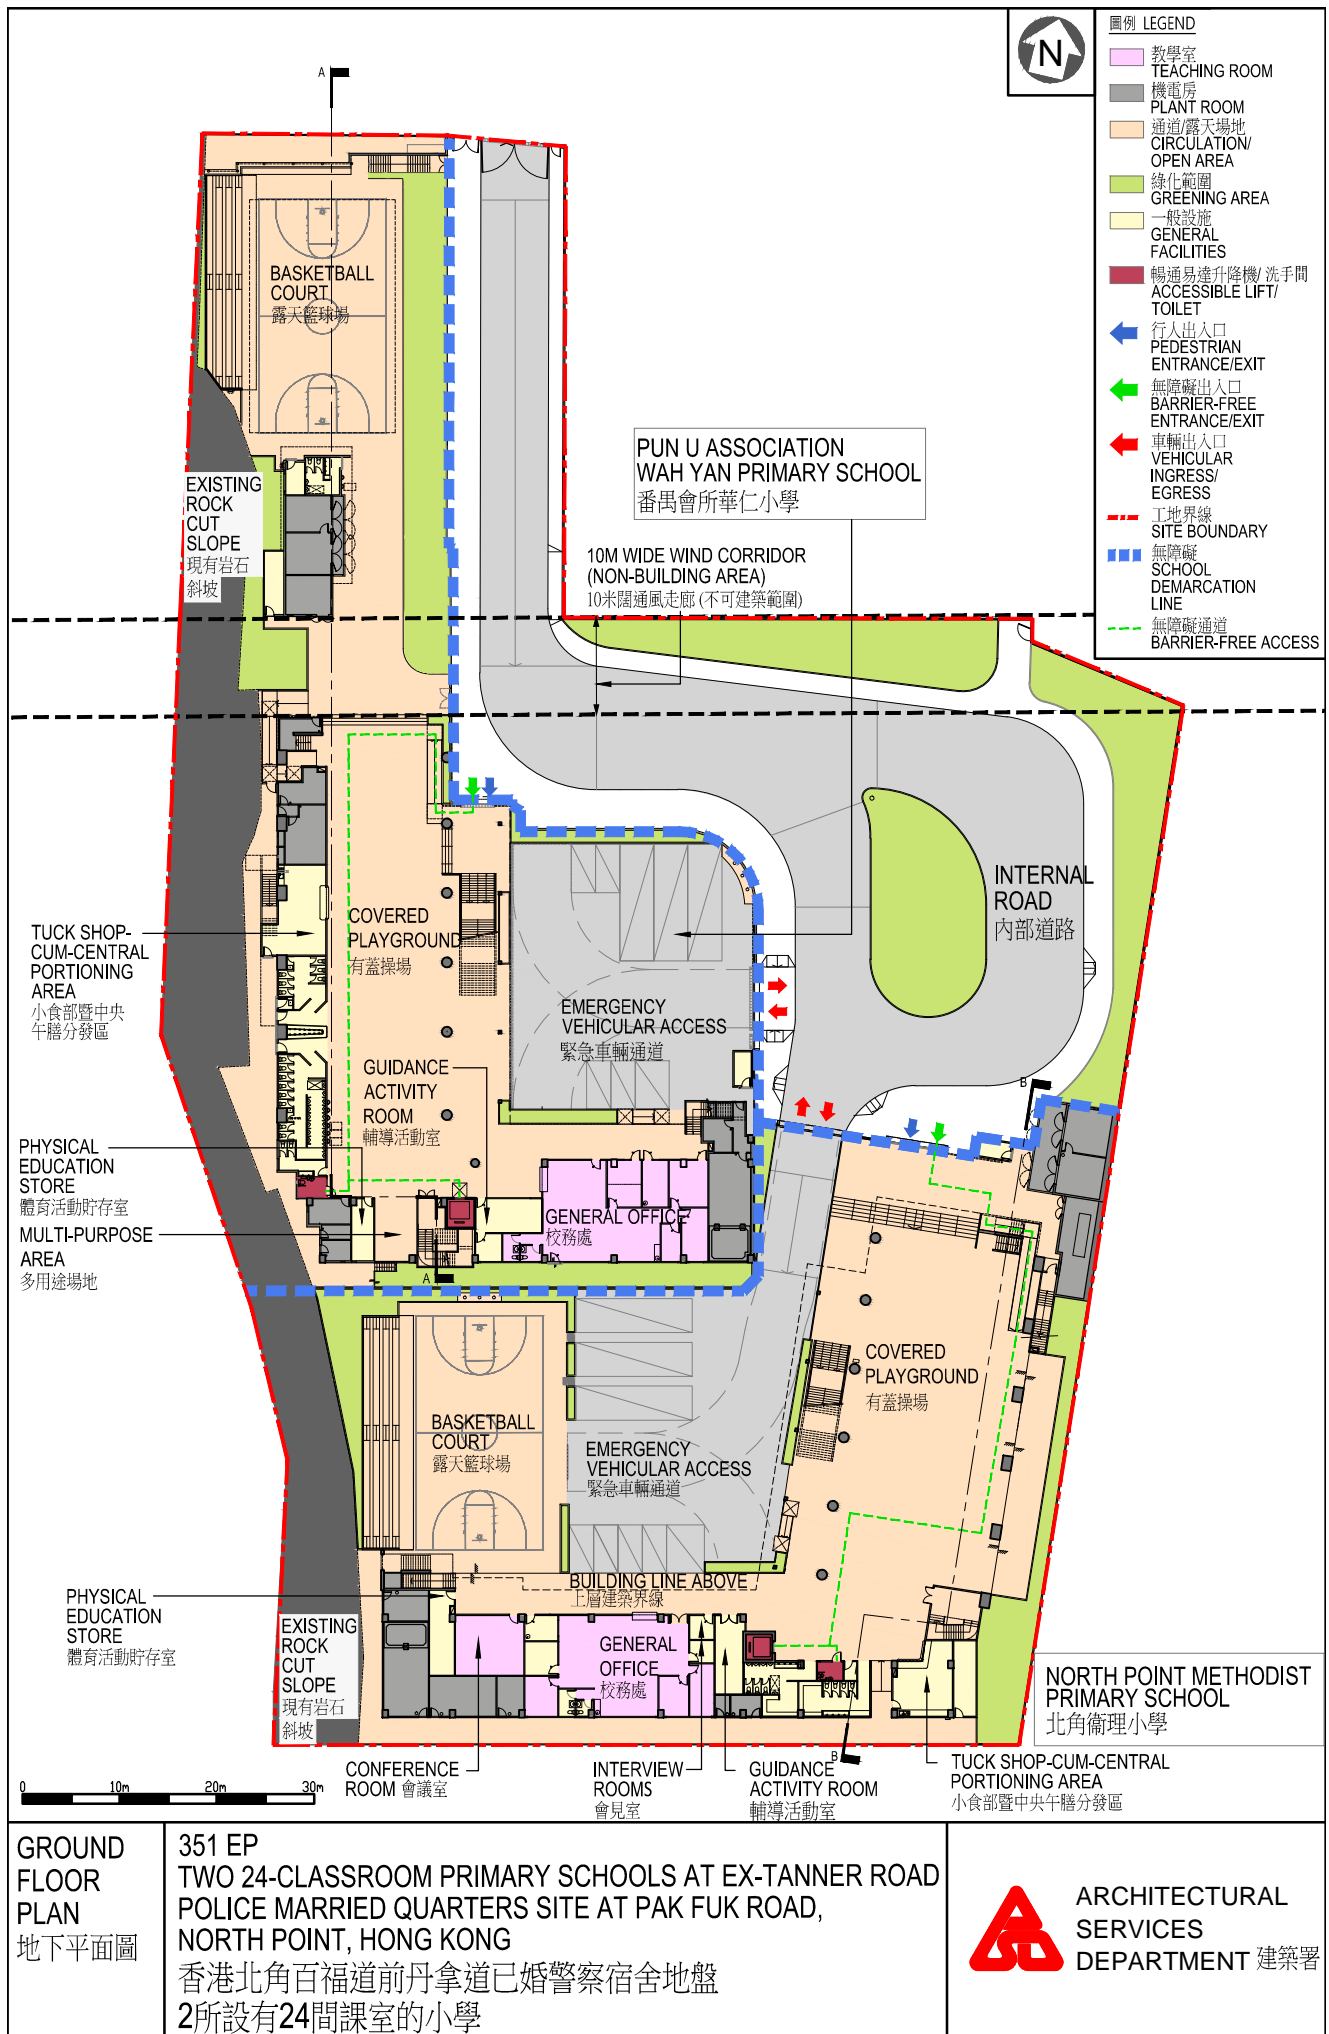 圖例 LEGEND
教學室
TEACHING ROOM
機電房
PLANT ROOM
通道/露天場地
CIRCULATION/
OPEN AREA
綠化範圍
GREENING AREA
一般設施
GENERAL
FACILITIES
暢通易達升降機/ 洗手間
ACCESSIBLE LIFT/
TOILET
行人出入口
PEDESTRIAN
ENTRANCE/EXIT
無障礙出入口
BARRIER-FREE
ENTRANCE/EXIT
車輛出入口
VEHICULAR
INGRESS/
EGRESS
工地界線
SITE BOUNDARY
無障礙
SCHOOL
DEMARCATION
LINE
無障礙通道
BARRIER-FREE ACCESS
N
A
BASKETBALL
COURT
露天籃球場
EXISTING
ROCK
CUT
SLOPE
現有岩石
斜坡
PUN U ASSOCIATION
WAH YAN PRIMARY SCHOOL
番禺會所華仁小學
10M WIDE WIND CORRIDOR
(NON-BUILDING AREA)
10米闊通風走廊 (不可建築範圍)
INTERNAL
ROAD
內部道路
TUCK SHOP-
CUM-CENTRAL
PORTIONING
AREA
小食部暨中央
午膳分發區
COVERED
PLAYGROUND
有蓋操場
EMERGENCY
VEHICULAR ACCESS
緊急車輛通道
GUIDANCE
ACTIVITY
ROOM
輔導活動室
B
PHYSICAL
EDUCATION
STORE
體育活動貯存室
MULTI-PURPOSE
AREA
多用途場地
GENERAL OFFICE
校務處
A
COVERED
PLAYGROUND
有蓋操場
BASKETBALL
COURT
露天籃球場
EMERGENCY
VEHICULAR ACCESS
緊急車輛通道
BUILDING LINE ABOVE
上層建築界線
PHYSICAL
EDUCATION
STORE
體育活動貯存室
EXISTING
ROCK
CUT
SLOPE
現有岩石
斜坡
GENERAL
OFFICE
校務處
NORTH POINT METHODIST
PRIMARY SCHOOL
北角衞理小學
B
CONFERENCE
ROOM 會議室
INTERVIEW
ROOMS
會見室
GUIDANCE
ACTIVITY ROOM
輔導活動室
TUCK SHOP-CUM-CENTRAL
PORTIONING AREA
小食部暨中央午膳分發區
0 10m 20m 30m
GROUND
FLOOR
PLAN
地下平面圖
351 EP
TWO 24-CLASSROOM PRIMARY SCHOOLS AT EX-TANNER ROAD
POLICE MARRIED QUARTERS SITE AT PAK FUK ROAD,
NORTH POINT, HONG KONG
香港北角百福道前丹拿道已婚警察宿舍地盤
2所設有24間課室的小學
ARCHITECTURAL
SERVICES
DEPARTMENT 建築署